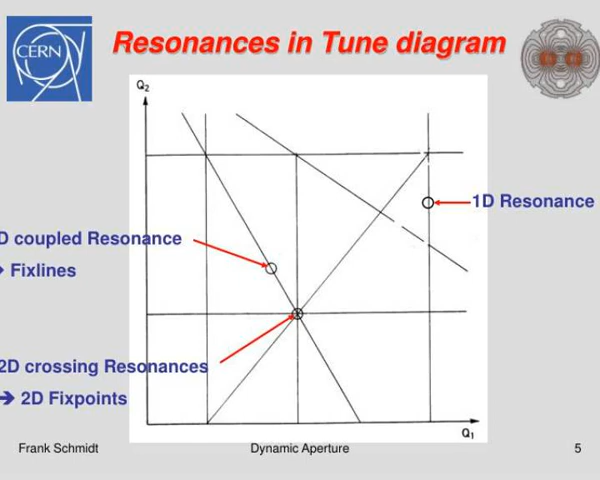 CERN
Resonances in Tune diagram
Q2
1D Resonance
D coupled Resonance
➔ Fixlines
2D crossing Resonances
➔ 2D Fixpoints
Q1
Frank Schmidt
Dynamic Aperture
5